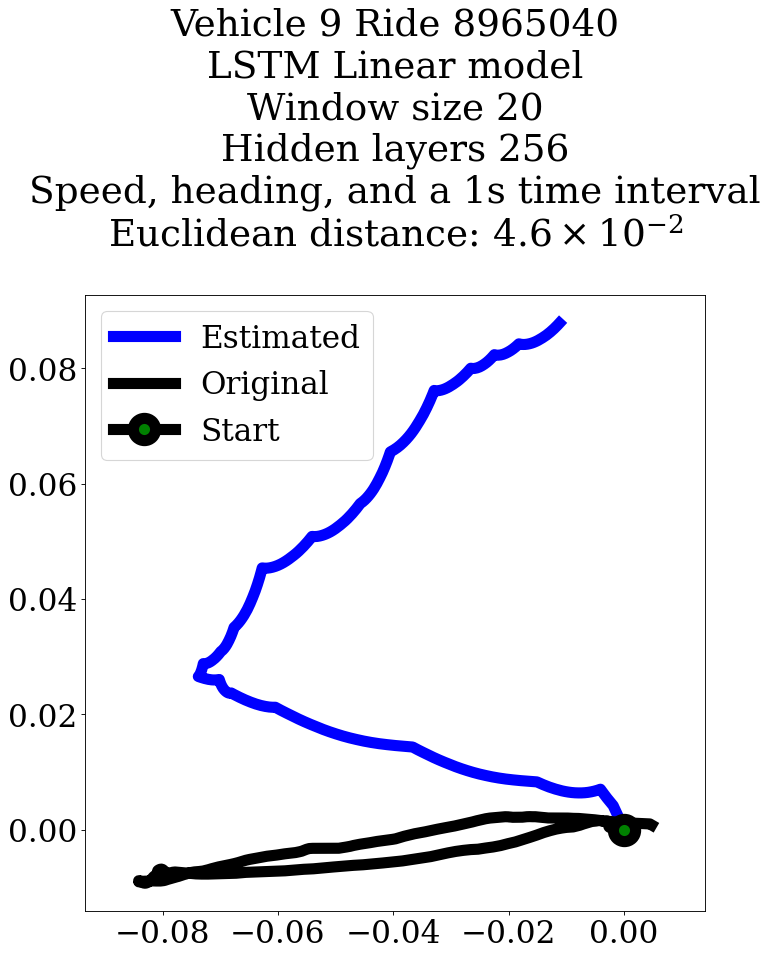 Vehicle 9 Ride 8965040
LSTM Linear model
Window size 20
Hidden layers 256
Speed, heading, and a 1s time interval
Euclidean distance: 4.6 × 10⁻²
Estimated
Original
Start
0.08
0.06
0.04
0.02
0.00
−0.08 −0.06 −0.04 −0.02 0.00